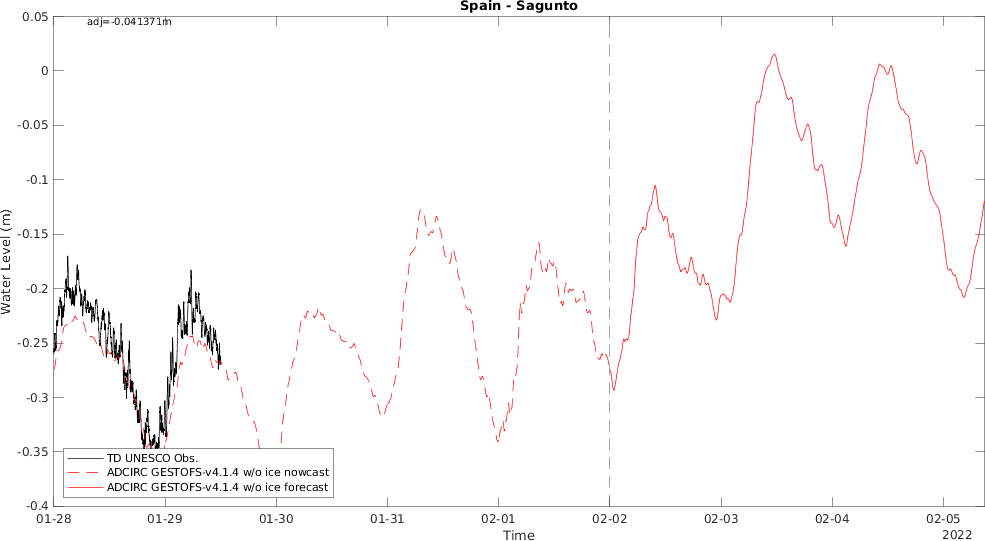 Spain - Sagunto
adj=-0.041371m
0.05
0
-0.05
-0.1
-0.15
-0.2
-0.25
-0.3
-0.35
-0.4
Water Level (m)
TD UNESCO Obs.
ADCIRC GESTOFS-v4.1.4 w/o ice nowcast
ADCIRC GESTOFS-v4.1.4 w/o ice forecast
01-28 01-29 01-30 01-31 02-01 02-02 02-03 02-04 02-05
Time
2022